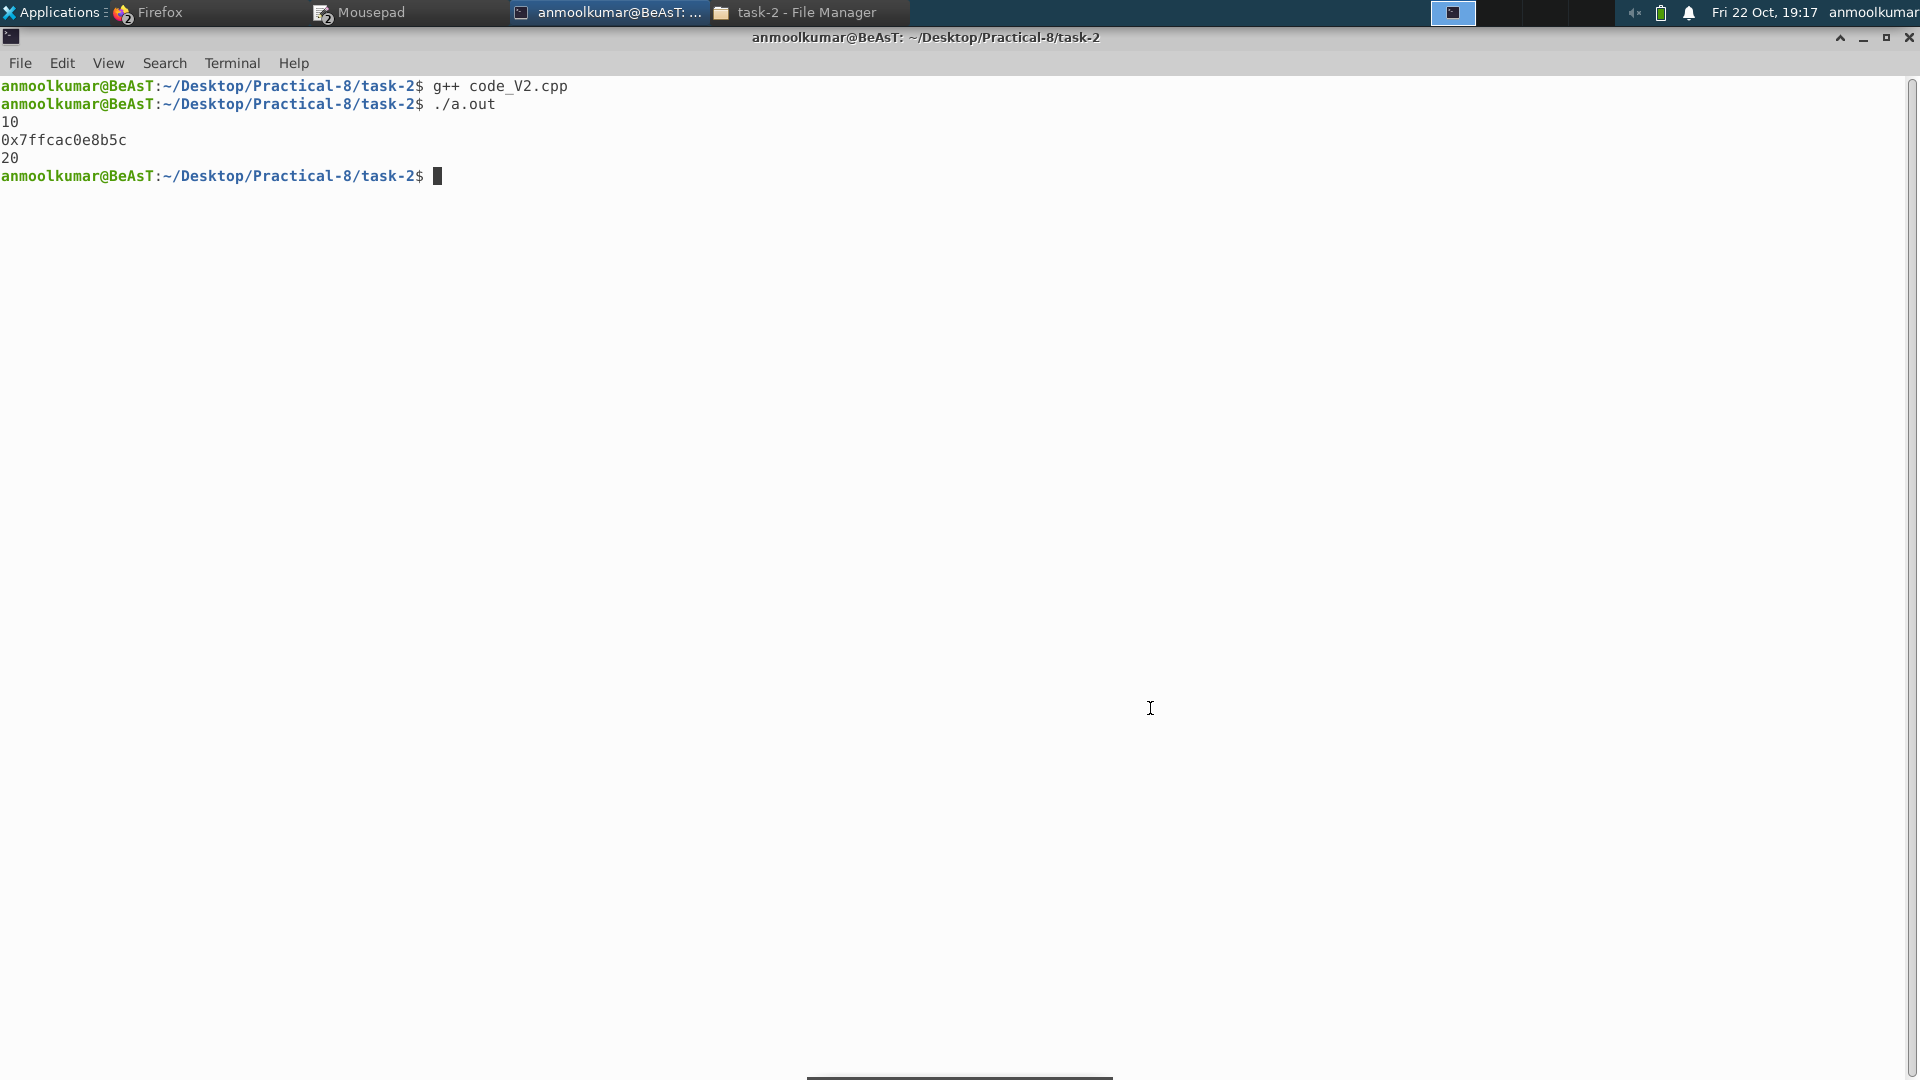 Applications Firefox Mousepad anmoolkumar@BeAsT: ... task-2 - File Manager Fri 22 Oct, 19:17 anmoolkumar
2 2
anmoolkumar@BeAsT: ~/Desktop/Practical-8/task-2
File Edit View Search Terminal Help
anmoolkumar@BeAsT:~/Desktop/Practical-8/task-2$ g++ code_V2.cpp
anmoolkumar@BeAsT:~/Desktop/Practical-8/task-2$ ./a.out
10
0x7ffcac0e8b5c
20
anmoolkumar@BeAsT:~/Desktop/Practical-8/task-2$